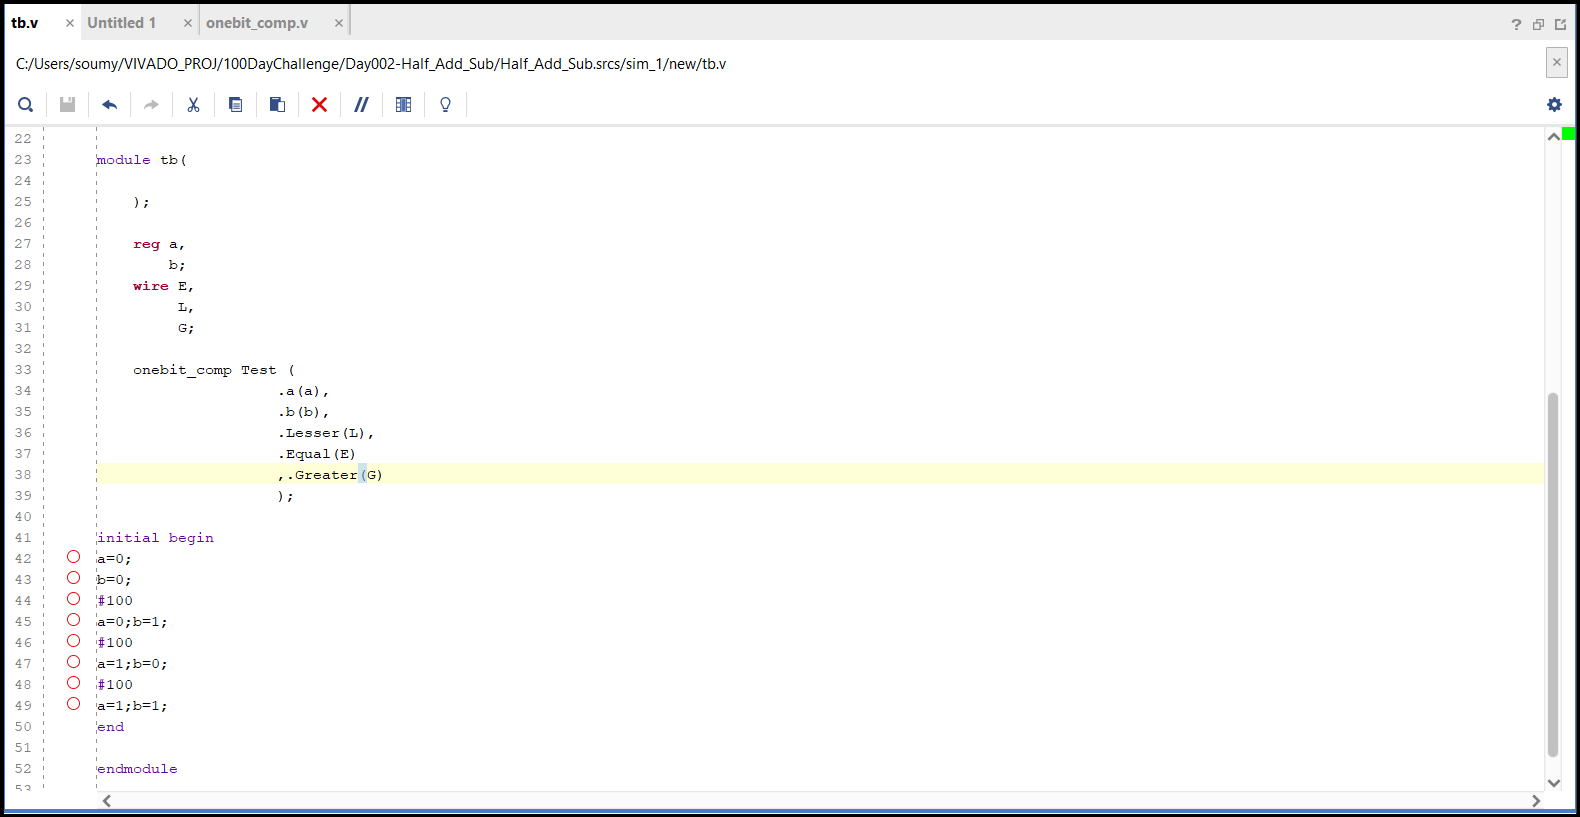 tb.v × Untitled 1 × onebit_comp.v × ?
C:/Users/soumy/VIVADO_PROJ/100DayChallenge/Day002-Half_Add_Sub/Half_Add_Sub.srcs/sim_1/new/tb.v ×
22
23 module tb(
24
25 );
26
27 reg a,
28 b;
29 wire E,
30 L,
31 G;
32
33 onebit_comp Test (
34 .a(a),
35 .b(b),
36 .Lesser(L),
37 .Equal(E)
38 ,.Greater(G)
39 );
40
41 initial begin
42 a=0;
43 b=0;
44 #100
45 a=0;b=1;
46 #100
47 a=1;b=0;
48 #100
49 a=1;b=1;
50 end
51
52 endmodule
53